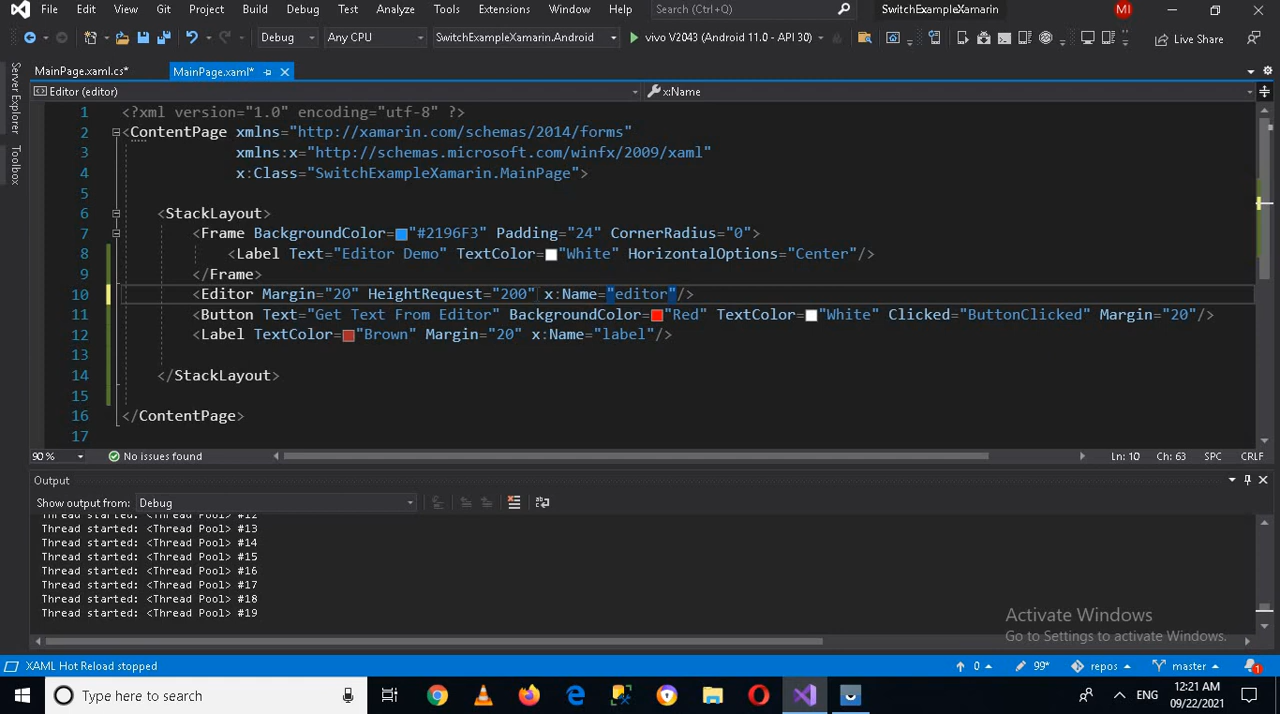 File Edit View Git Project Build Debug Test Analyze Tools Extensions Window Help Search (Ctrl+Q) SwitchExampleXamarin MI
Debug Any CPU SwitchExampleXamarin.Android vivo V2043 (Android 11.0 - API 30) Live Share
MainPage.xaml.cs* MainPage.xaml*
Editor (editor) x:Name
Server Explorer
Toolbox
1 <?xml version="1.0" encoding="utf-8" ?>
2 <ContentPage xmlns="http://xamarin.com/schemas/2014/forms"
3 xmlns:x="http://schemas.microsoft.com/winfx/2009/xaml"
4 x:Class="SwitchExampleXamarin.MainPage">
5
6 <StackLayout>
7 <Frame BackgroundColor="#2196F3" Padding="24" CornerRadius="0">
8 <Label Text="Editor Demo" TextColor="White" HorizontalOptions="Center"/>
9 </Frame>
10 <Editor Margin="20" HeightRequest="200" x:Name="editor"/>
11 <Button Text="Get Text From Editor" BackgroundColor="Red" TextColor="White" Clicked="ButtonClicked" Margin="20"/>
12 <Label TextColor="Brown" Margin="20" x:Name="label"/>
13
14 </StackLayout>
15
16 </ContentPage>
17
90 % No issues found Ln: 10 Ch: 63 SPC CRLF
Output
Show output from: Debug
Thread started: <Thread Pool> #12
Thread started: <Thread Pool> #13
Thread started: <Thread Pool> #14
Thread started: <Thread Pool> #15
Thread started: <Thread Pool> #16
Thread started: <Thread Pool> #17
Thread started: <Thread Pool> #18
Thread started: <Thread Pool> #19
Activate Windows
Go to Settings to activate Windows.
XAML Hot Reload stopped 0 99* repos master 1
Type here to search ENG 12:21 AM
09/22/2021